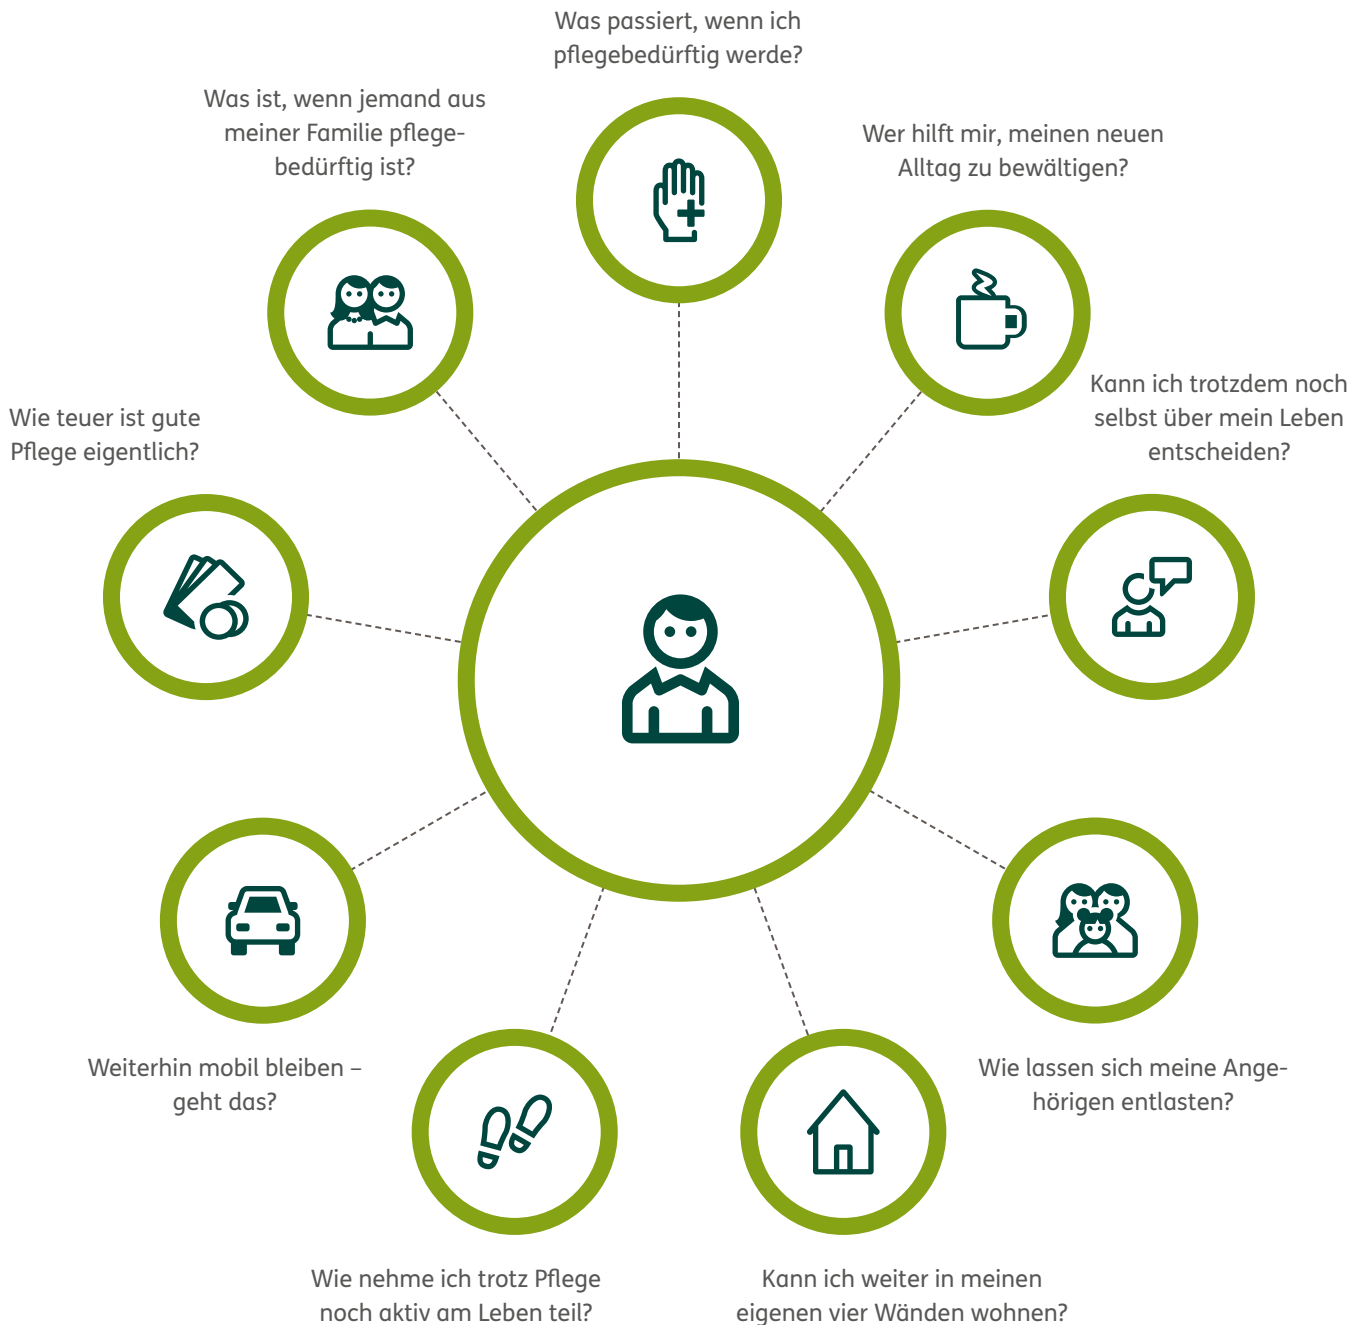 Was passiert, wenn ich
pflegebedürftig werde?
Was ist, wenn jemand aus
meiner Familie pflege-
bedürftig ist?
Wer hilft mir, meinen neuen
Alltag zu bewältigen?
Kann ich trotzdem noch
selbst über mein Leben
entscheiden?
Wie teuer ist gute
Pflege eigentlich?
Weiterhin mobil bleiben –
geht das?
Wie lassen sich meine Ange-
hörigen entlasten?
Wie nehme ich trotz Pflege
noch aktiv am Leben teil?
Kann ich weiter in meinen
eigenen vier Wänden wohnen?